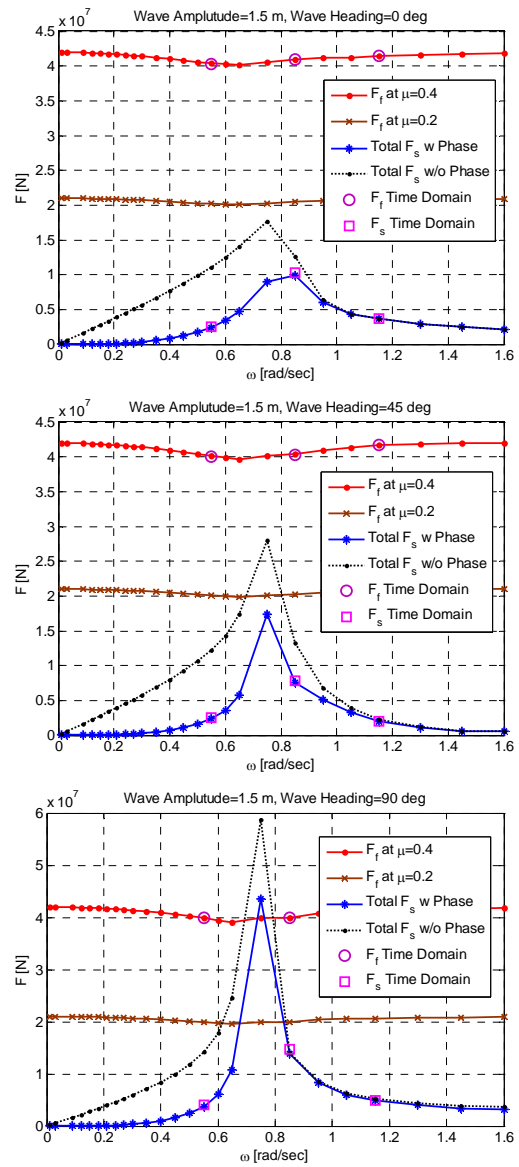 Wave Amplutude=1.5 m, Wave Heading=0 deg
x 10^7
4.5
4
3.5
3
2.5
2
1.5
1
0.5
0
F [N]
F_f at μ=0.4
F_f at μ=0.2
Total F_s w Phase
Total F_s w/o Phase
F_f Time Domain
F_s Time Domain
0 0.2 0.4 0.6 0.8 1 1.2 1.4 1.6
ω [rad/sec]
Wave Amplutude=1.5 m, Wave Heading=45 deg
x 10^7
4.5
4
3.5
3
2.5
2
1.5
1
0.5
0
F [N]
F_f at μ=0.4
F_f at μ=0.2
Total F_s w Phase
Total F_s w/o Phase
F_f Time Domain
F_s Time Domain
0 0.2 0.4 0.6 0.8 1 1.2 1.4 1.6
ω [rad/sec]
Wave Amplutude=1.5 m, Wave Heading=90 deg
x 10^7
6
5
4
3
2
1
0
F [N]
F_f at μ=0.4
F_f at μ=0.2
Total F_s w Phase
Total F_s w/o Phase
F_f Time Domain
F_s Time Domain
0 0.2 0.4 0.6 0.8 1 1.2 1.4 1.6
ω [rad/sec]